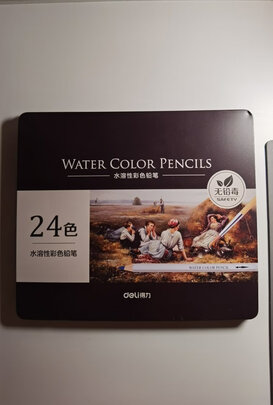 WATER COLOR PENCILS
水溶性彩色铅笔
无铅毒
SAFETY
24色
水溶性彩色铅笔
WATER COLOR PENCIL
deli得力